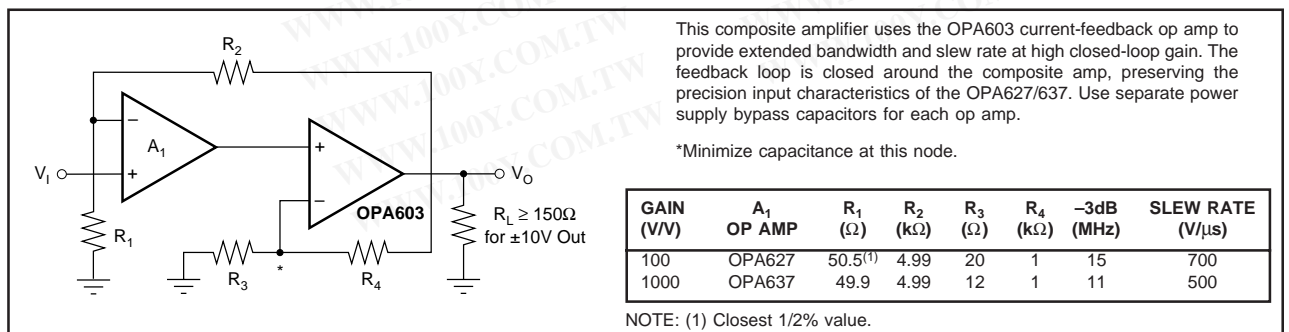 R2
A1
VI
R1
+
−
OPA603
VO
RL ≥ 150Ω
for ±10V Out
R3
*
R4
This composite amplifier uses the OPA603 current-feedback op amp to
provide extended bandwidth and slew rate at high closed-loop gain. The
feedback loop is closed around the composite amp, preserving the
precision input characteristics of the OPA627/637. Use separate power
supply bypass capacitors for each op amp.
*Minimize capacitance at this node.
GAIN (V/V) A1 OP AMP R1 (Ω) R2 (kΩ) R3 (Ω) R4 (kΩ) –3dB (MHz) SLEW RATE (V/µs)
100 OPA627 50.5(1) 4.99 20 1 15 700
1000 OPA637 49.9 4.99 12 1 11 500
NOTE: (1) Closest 1/2% value.
WWW.100Y.COM.TW